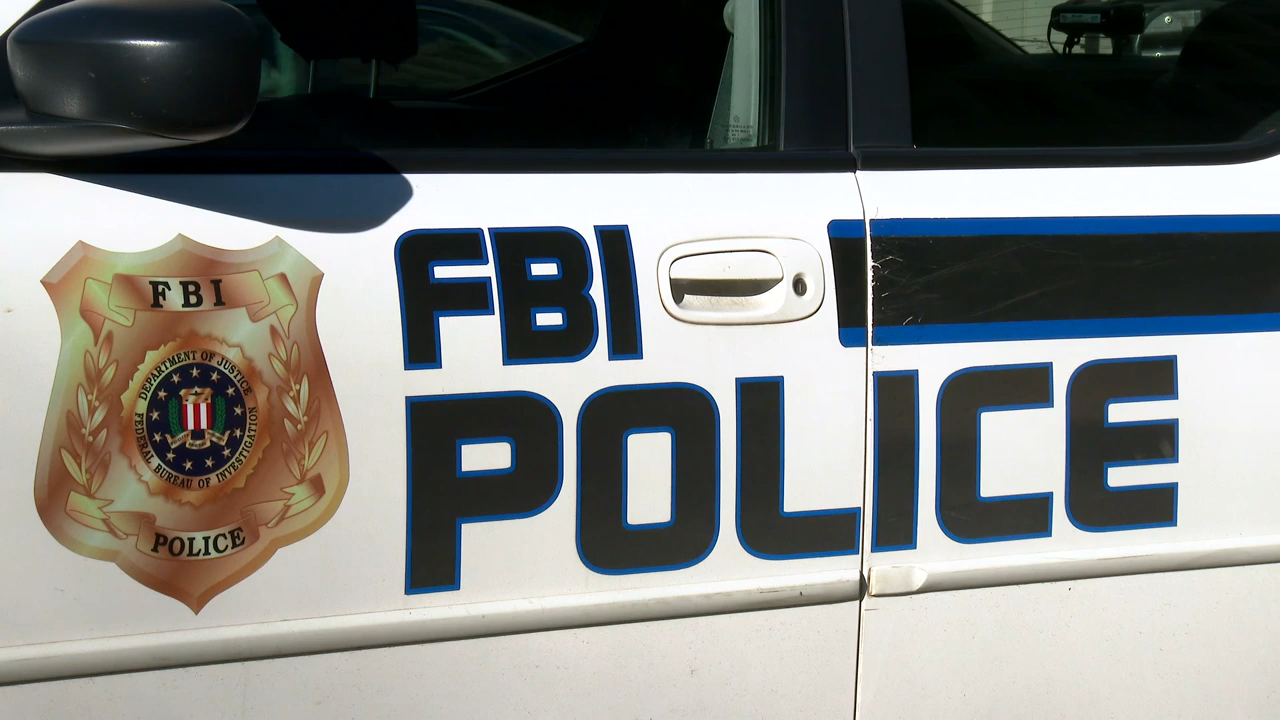 FBI
DEPARTMENT OF JUSTICE
FEDERAL BUREAU OF INVESTIGATION
POLICE
FBI
POLICE